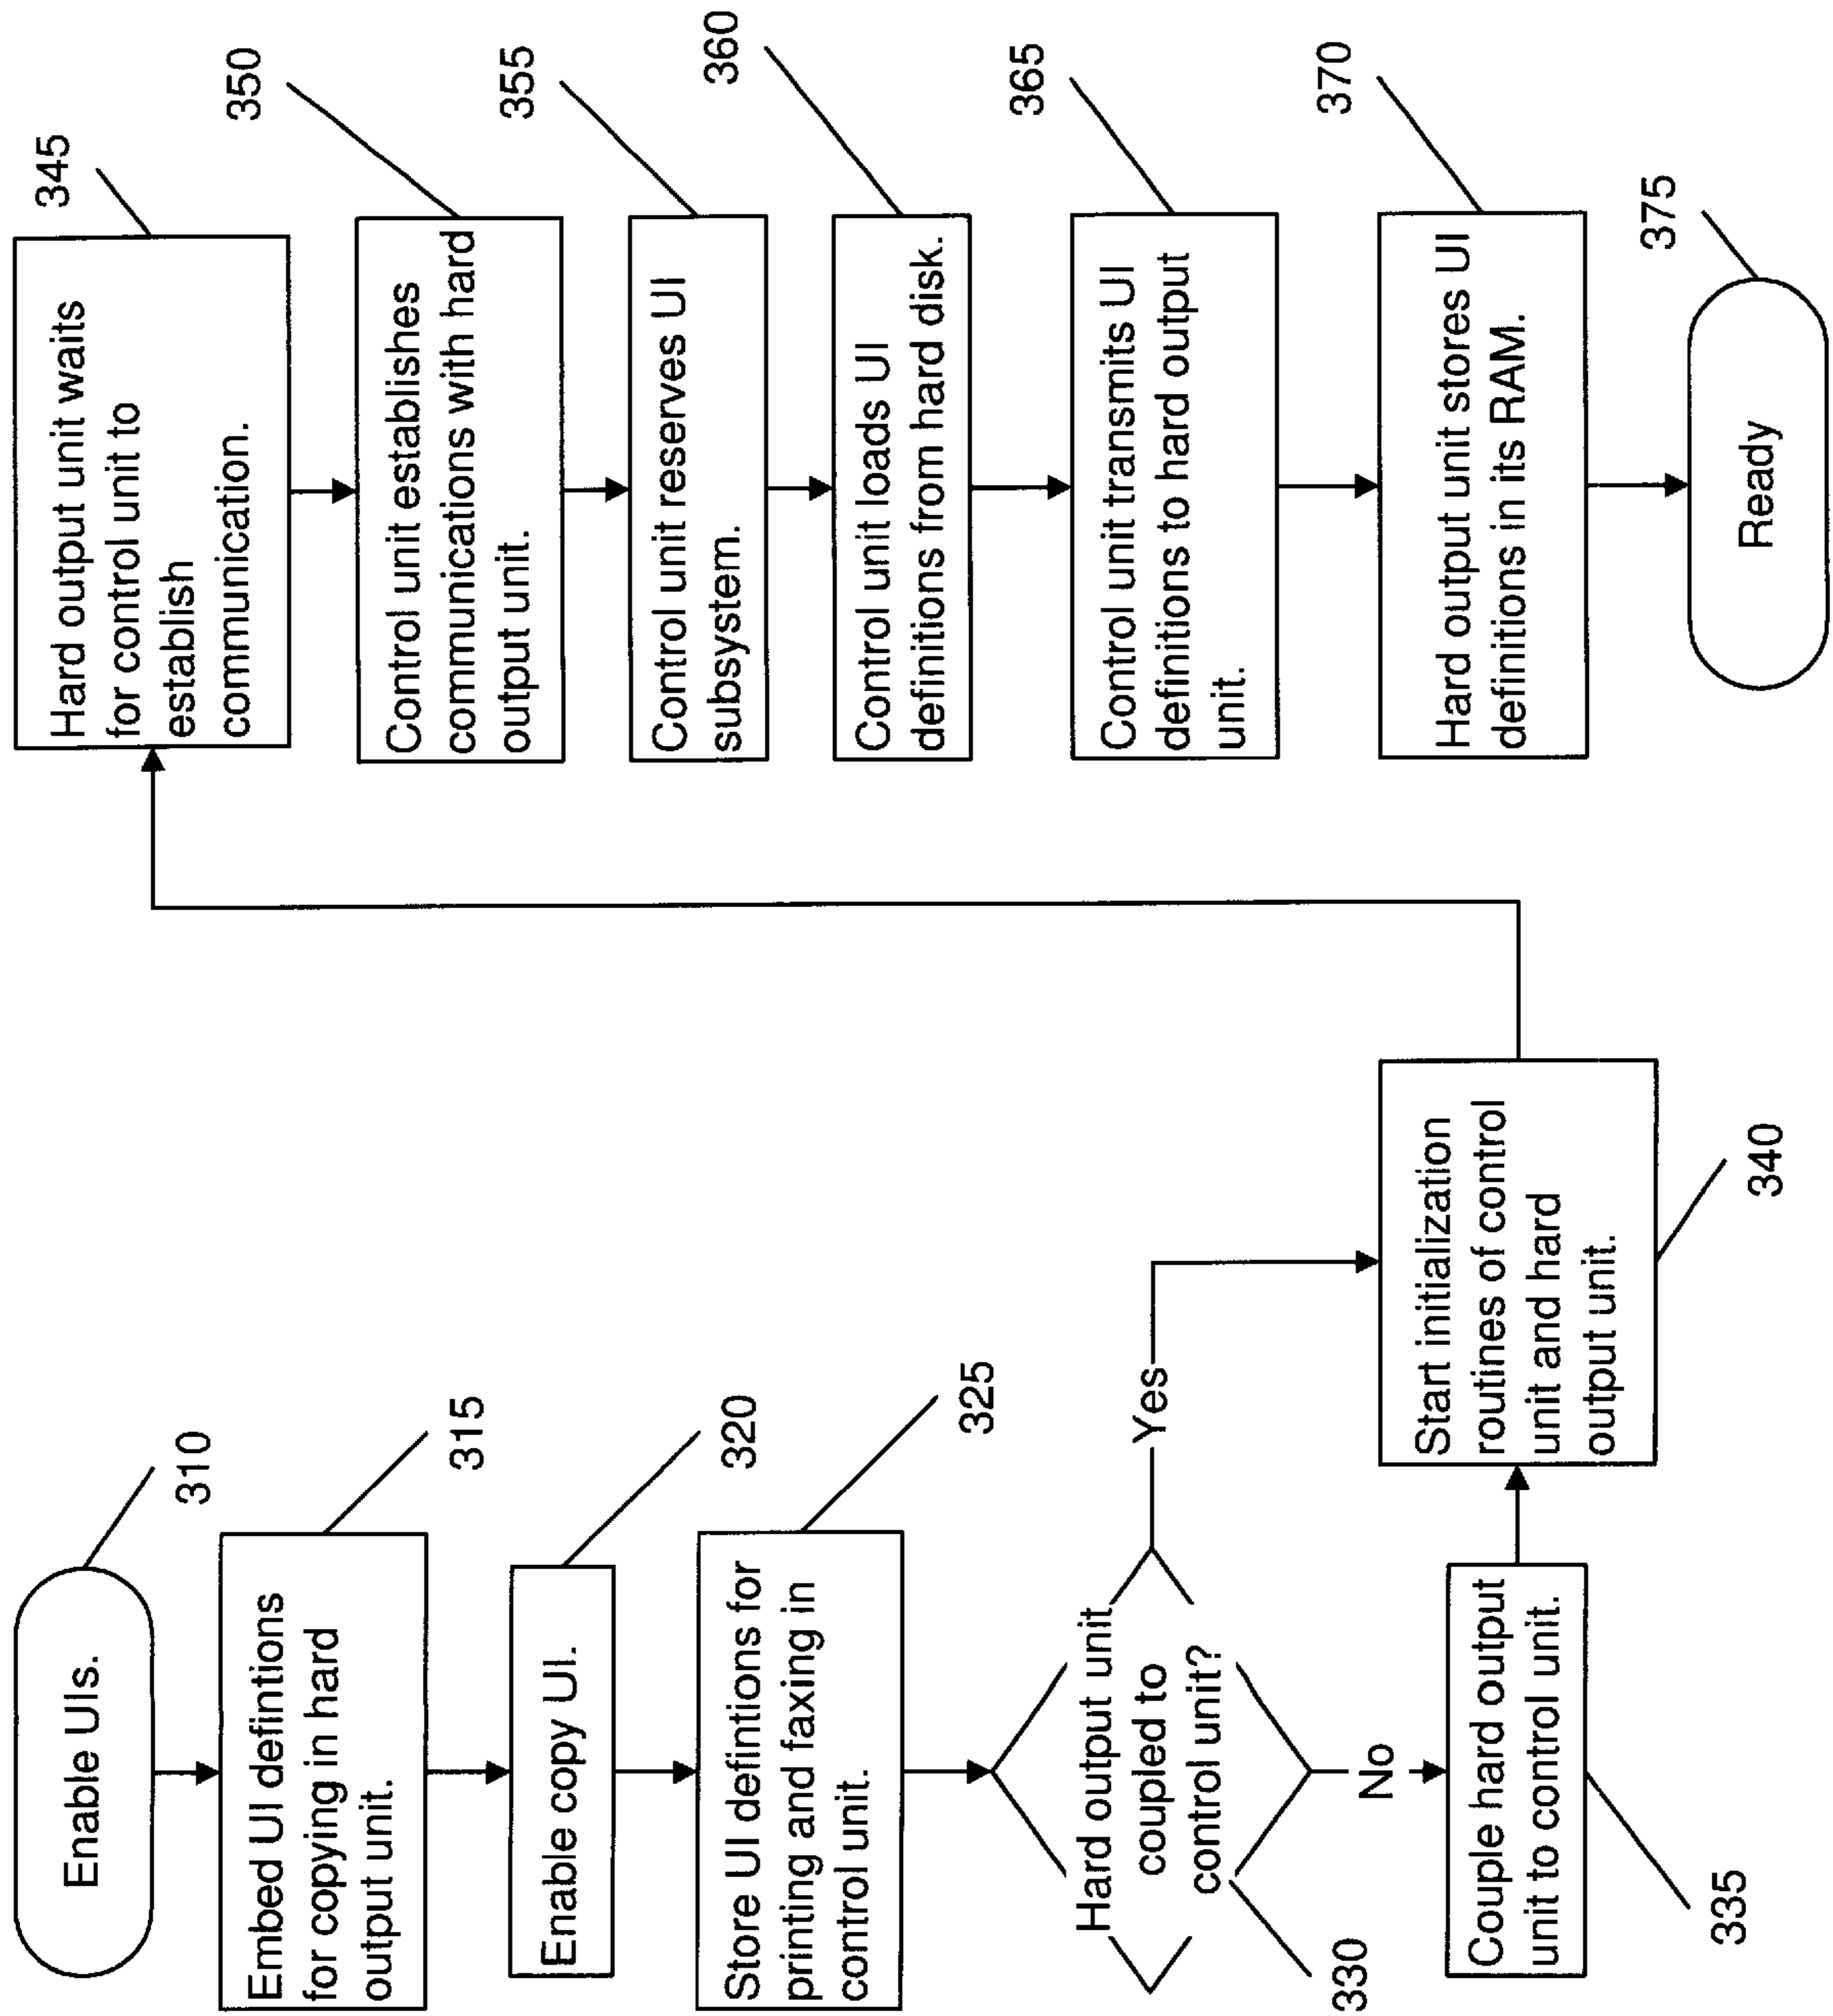 Enable UIs.
310
Embed UI defintions
for copying in hard
output unit.
315
Enable copy UI.
320
Store UI defintions for
printing and faxing in
control unit.
325
Hard output unit
coupled to
control unit?
330
Yes
No
Couple hard output
unit to control unit.
335
Start initialization
routines of control
unit and hard
output unit.
340
Hard output unit waits
for control unit to
establish
communication.
345
Control unit establishes
communications with hard
output unit.
350
Control unit reserves UI
subsystem.
355
Control unit loads UI
definitions from hard disk.
360
Control unit transmits UI
definitions to hard output
unit.
365
Hard output unit stores UI
definitions in its RAM.
370
Ready
375